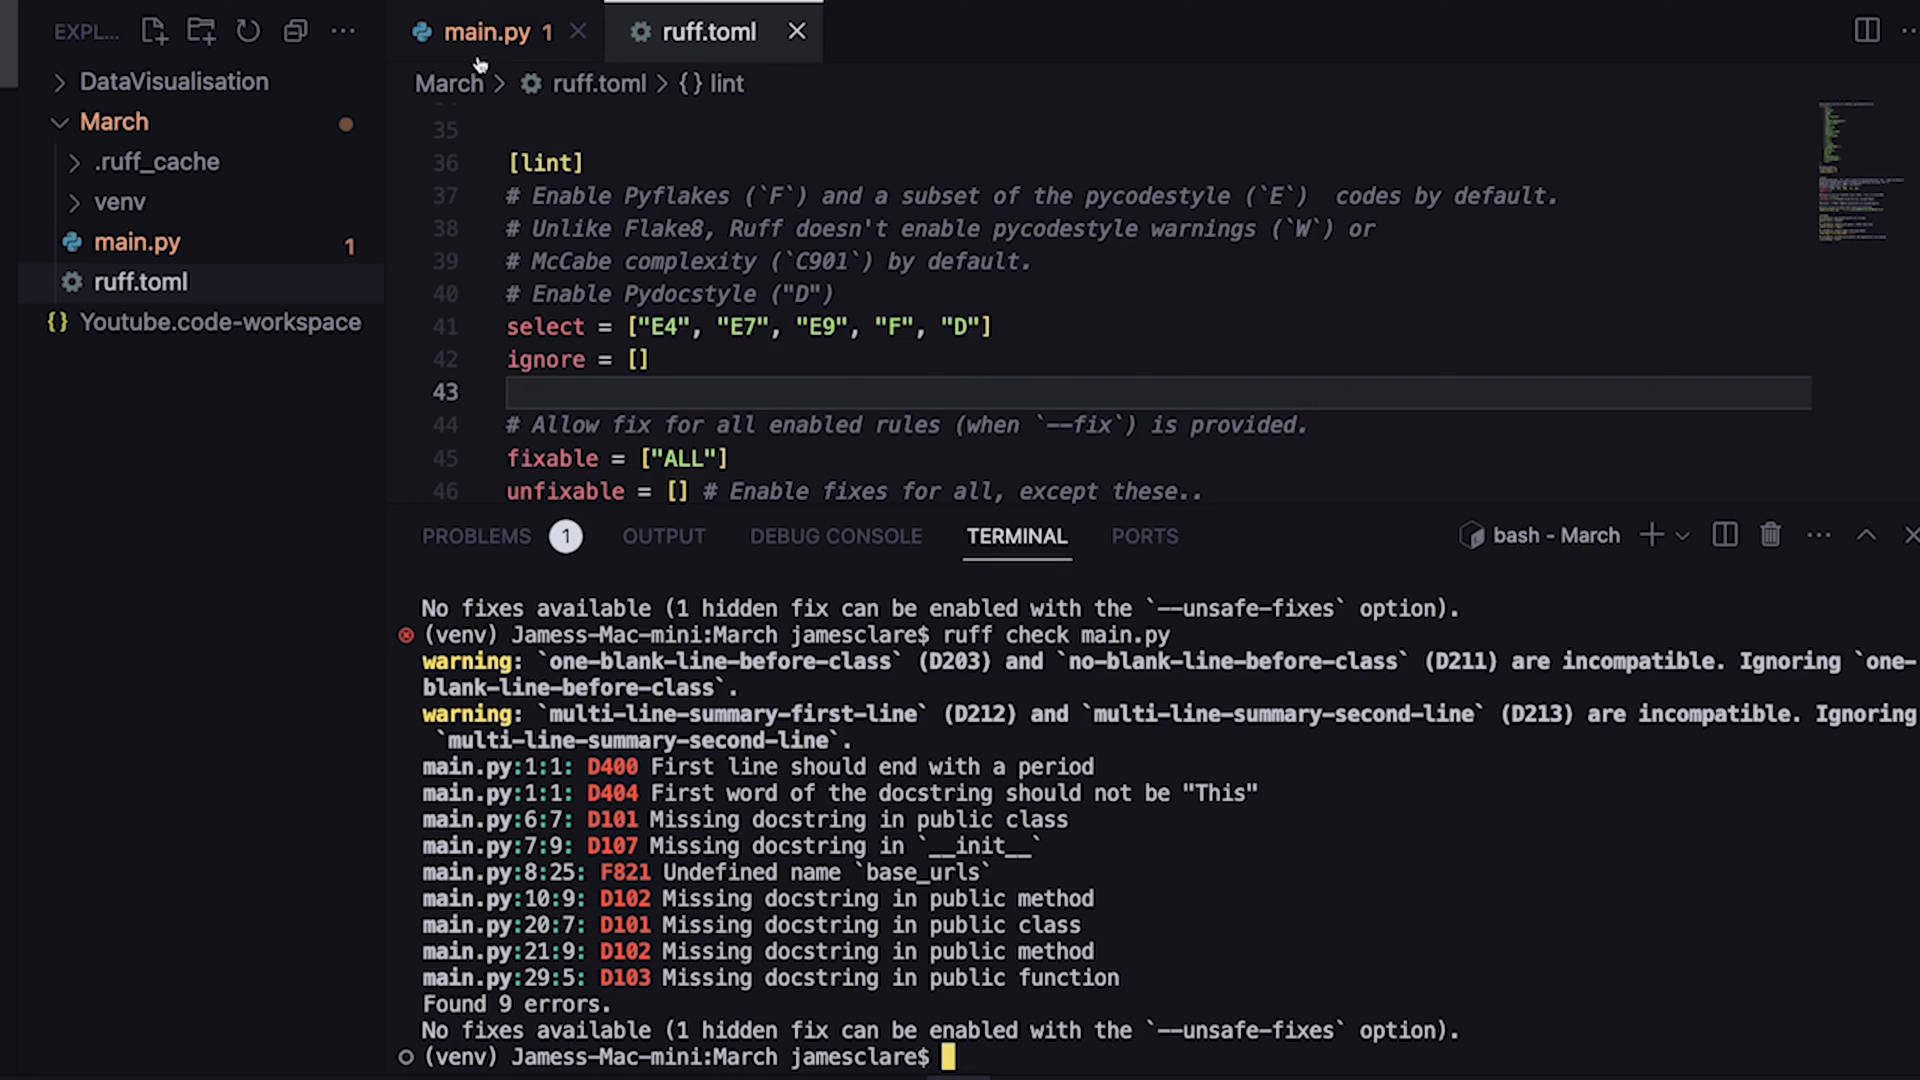 EXPL...
main.py 1
ruff.toml
DataVisualisation
March
.ruff_cache
venv
main.py 1
ruff.toml
{} Youtube.code-workspace
March > ruff.toml > {} lint
35
36 [lint]
37 # Enable Pyflakes (`F`) and a subset of the pycodestyle (`E`)  codes by default.
38 # Unlike Flake8, Ruff doesn't enable pycodestyle warnings (`W`) or
39 # McCabe complexity (`C901`) by default.
40 # Enable Pydocstyle ("D")
41 select = ["E4", "E7", "E9", "F", "D"]
42 ignore = []
43
44 # Allow fix for all enabled rules (when `--fix`) is provided.
45 fixable = ["ALL"]
46 unfixable = [] # Enable fixes for all, except these..
PROBLEMS 1 OUTPUT DEBUG CONSOLE TERMINAL PORTS
bash - March
No fixes available (1 hidden fix can be enabled with the `--unsafe-fixes` option).
(venv) Jamess-Mac-mini:March jamesclare$ ruff check main.py
warning: `one-blank-line-before-class` (D203) and `no-blank-line-before-class` (D211) are incompatible. Ignoring `one-
blank-line-before-class`.
warning: `multi-line-summary-first-line` (D212) and `multi-line-summary-second-line` (D213) are incompatible. Ignoring
`multi-line-summary-second-line`.
main.py:1:1: D400 First line should end with a period
main.py:1:1: D404 First word of the docstring should not be "This"
main.py:6:7: D101 Missing docstring in public class
main.py:7:9: D107 Missing docstring in `__init__`
main.py:8:25: F821 Undefined name `base_urls`
main.py:10:9: D102 Missing docstring in public method
main.py:20:7: D101 Missing docstring in public class
main.py:21:9: D102 Missing docstring in public method
main.py:29:5: D103 Missing docstring in public function
Found 9 errors.
No fixes available (1 hidden fix can be enabled with the `--unsafe-fixes` option).
(venv) Jamess-Mac-mini:March jamesclare$